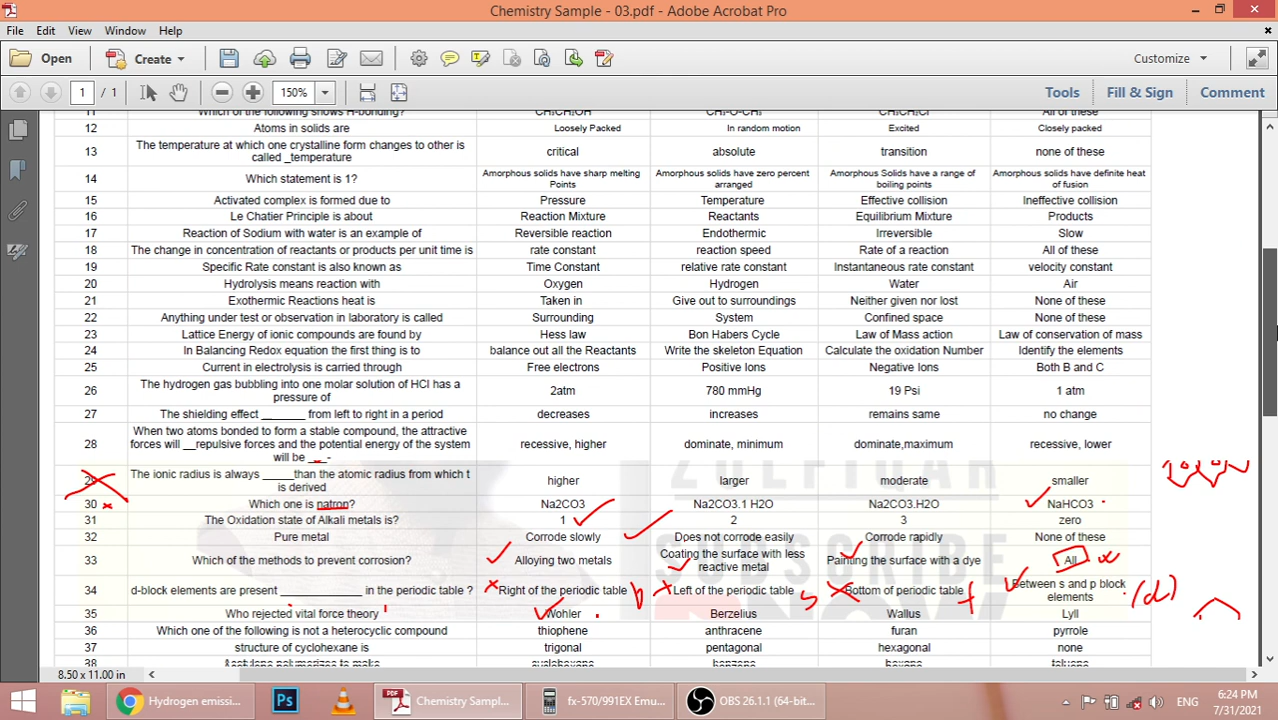 Chemistry Sample - 03.pdf - Adobe Acrobat Pro
File Edit View Window Help
Open Create Customize
1 / 1 150% Tools Fill & Sign Comment
11 Which of the following shows H-bonding? CH3CH2OH CH3-O-CH3 CH3CH2Cl All of these
12 Atoms in solids are Loosely Packed In random motion Excited Closely packed
13 The temperature at which one crystalline form changes to other is called _temperature critical absolute transition none of these
14 Which statement is 1? Amorphous solids have sharp melting Points Amorphous solids have zero percent arranged Amorphous Solids have a range of boiling points Amorphous solids have definite heat of fusion
15 Activated complex is formed due to Pressure Temperature Effective collision Ineffective collision
16 Le Chatier Principle is about Reaction Mixture Reactants Equilibrium Mixture Products
17 Reaction of Sodium with water is an example of Reversible reaction Endothermic Irreversible Slow
18 The change in concentration of reactants or products per unit time is rate constant reaction speed Rate of a reaction All of these
19 Specific Rate constant is also known as Time Constant relative rate constant Instantaneous rate constant velocity constant
20 Hydrolysis means reaction with Oxygen Hydrogen Water Air
21 Exothermic Reactions heat is Taken in Give out to surroundings Neither given nor lost None of these
22 Anything under test or observation in laboratory is called Surrounding System Confined space None of these
23 Lattice Energy of ionic compounds are found by Hess law Bon Habers Cycle Law of Mass action Law of conservation of mass
24 In Balancing Redox equation the first thing is to balance out all the Reactants Write the skeleton Equation Calculate the oxidation Number Identify the elements
25 Current in electrolysis is carried through Free electrons Positive Ions Negative Ions Both B and C
26 The hydrogen gas bubbling into one molar solution of HCl has a pressure of 2atm 780 mmHg 19 Psi 1 atm
27 The shielding effect _______ from left to right in a period decreases increases remains same no change
28 When two atoms bonded to form a stable compound, the attractive forces will __repulsive forces and the potential energy of the system will be ___- recessive, higher dominate, minimum dominate,maximum recessive, lower
29 The ionic radius is always _____than the atomic radius from which t is derived higher larger moderate smaller
30 Which one is natron? Na2CO3 Na2CO3.1 H2O Na2CO3.H2O NaHCO3
31 The Oxidation state of Alkali metals is? 1 2 3 zero
32 Pure metal Corrode slowly Does not corrode easily Corrode rapidly None of these
33 Which of the methods to prevent corrosion? Alloying two metals Coating the surface with less reactive metal Painting the surface with a dye All
34 d-block elements are present _____________ in the periodic table ? Right of the periodic table p Left of the periodic table s Bottom of periodic table f Between s and p block elements (d)
35 Who rejected vital force theory Wohler Berzelius Wallus Lyll
36 Which one of the following is not a heterocyclic compound thiophene anthracene furan pyrrole
37 structure of cyclohexane is trigonal pentagonal hexagonal none
38 Acetylene polymerizes to make cyclohexane benzene hexane toluene
8.50 x 11.00 in
Hydrogen emissi... Chemistry Sampl... fx-570/991EX Emu... OBS 26.1.1 (64-bit... ENG 6:24 PM
7/31/2021